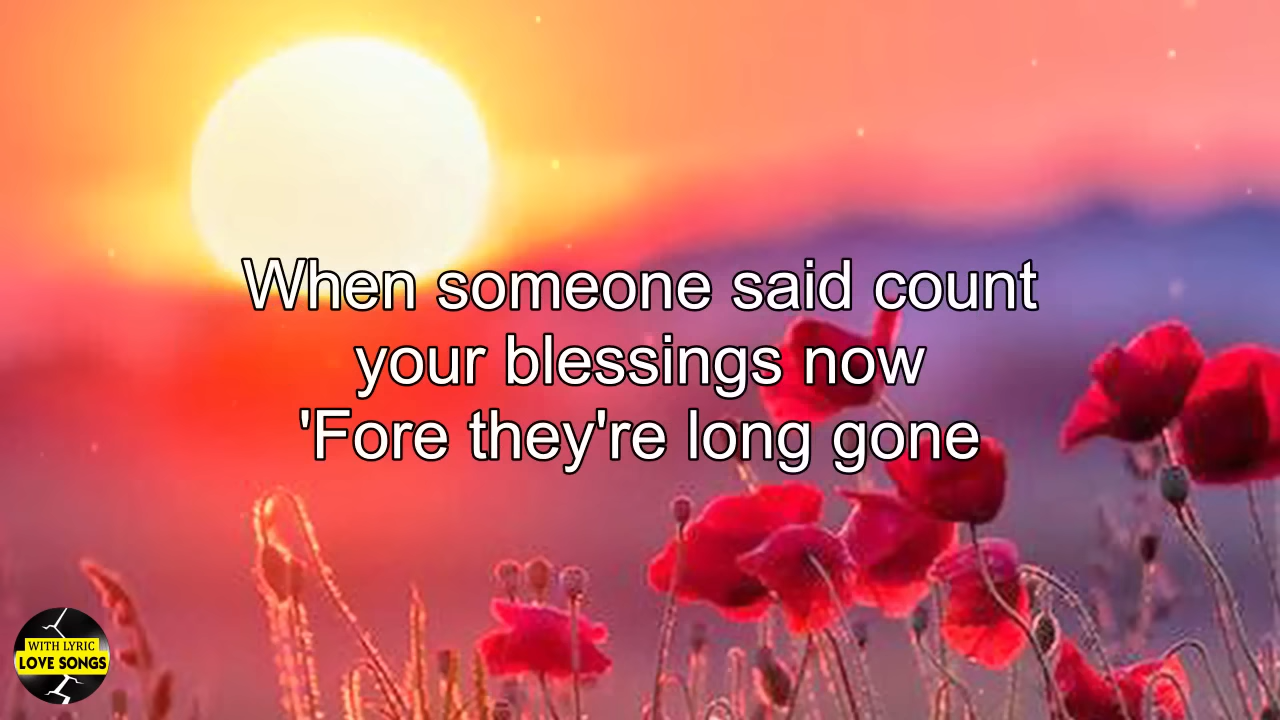 When someone said count
your blessings now
'Fore they're long gone
WITH LYRIC
LOVE SONGS